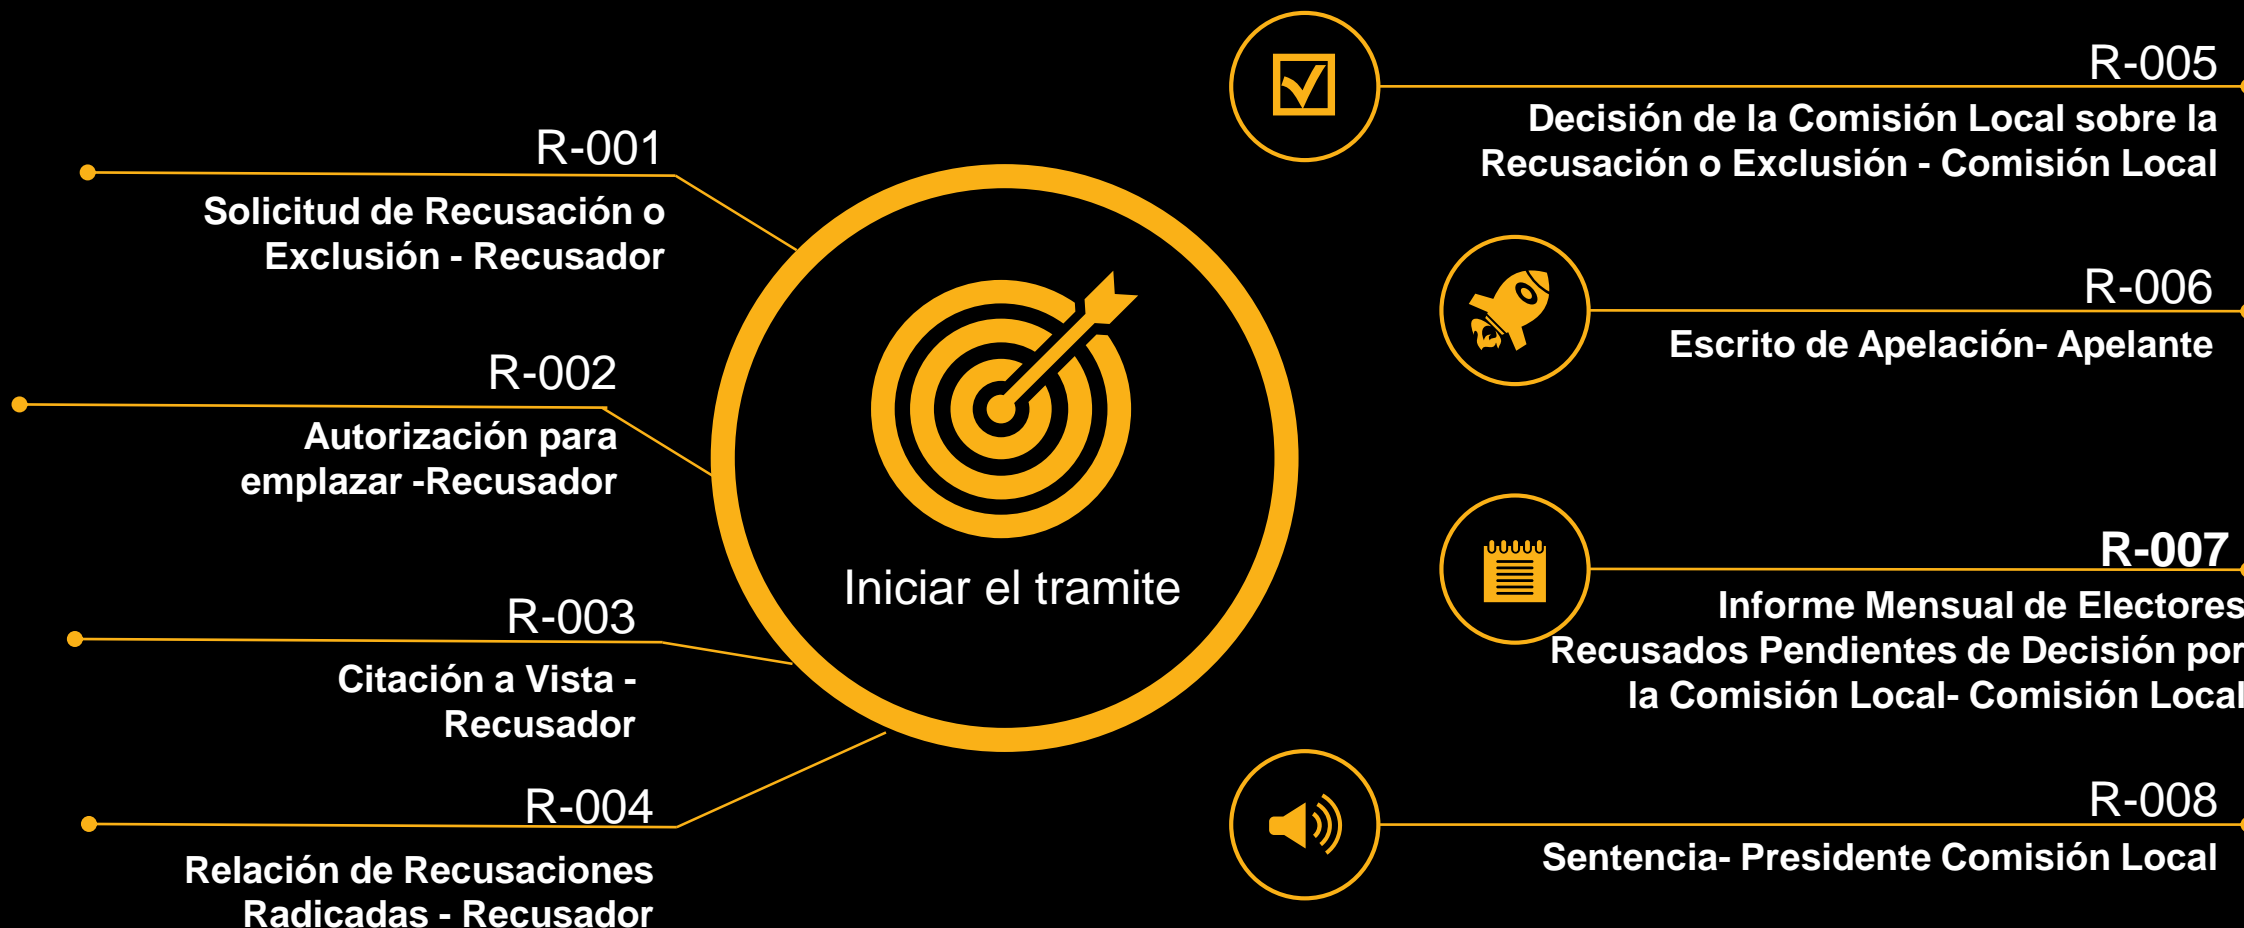 R-001
Solicitud de Recusación o
Exclusión - Recusador
R-002
Autorización para
emplazar -Recusador
R-003
Citación a Vista -
Recusador
R-004
Relación de Recusaciones
Radicadas - Recusador
Iniciar el tramite
R-005
Decisión de la Comisión Local sobre la
Recusación o Exclusión - Comisión Local
R-006
Escrito de Apelación- Apelante
R-007
Informe Mensual de Electores
Recusados Pendientes de Decisión por
la Comisión Local- Comisión Local
R-008
Sentencia- Presidente Comisión Local